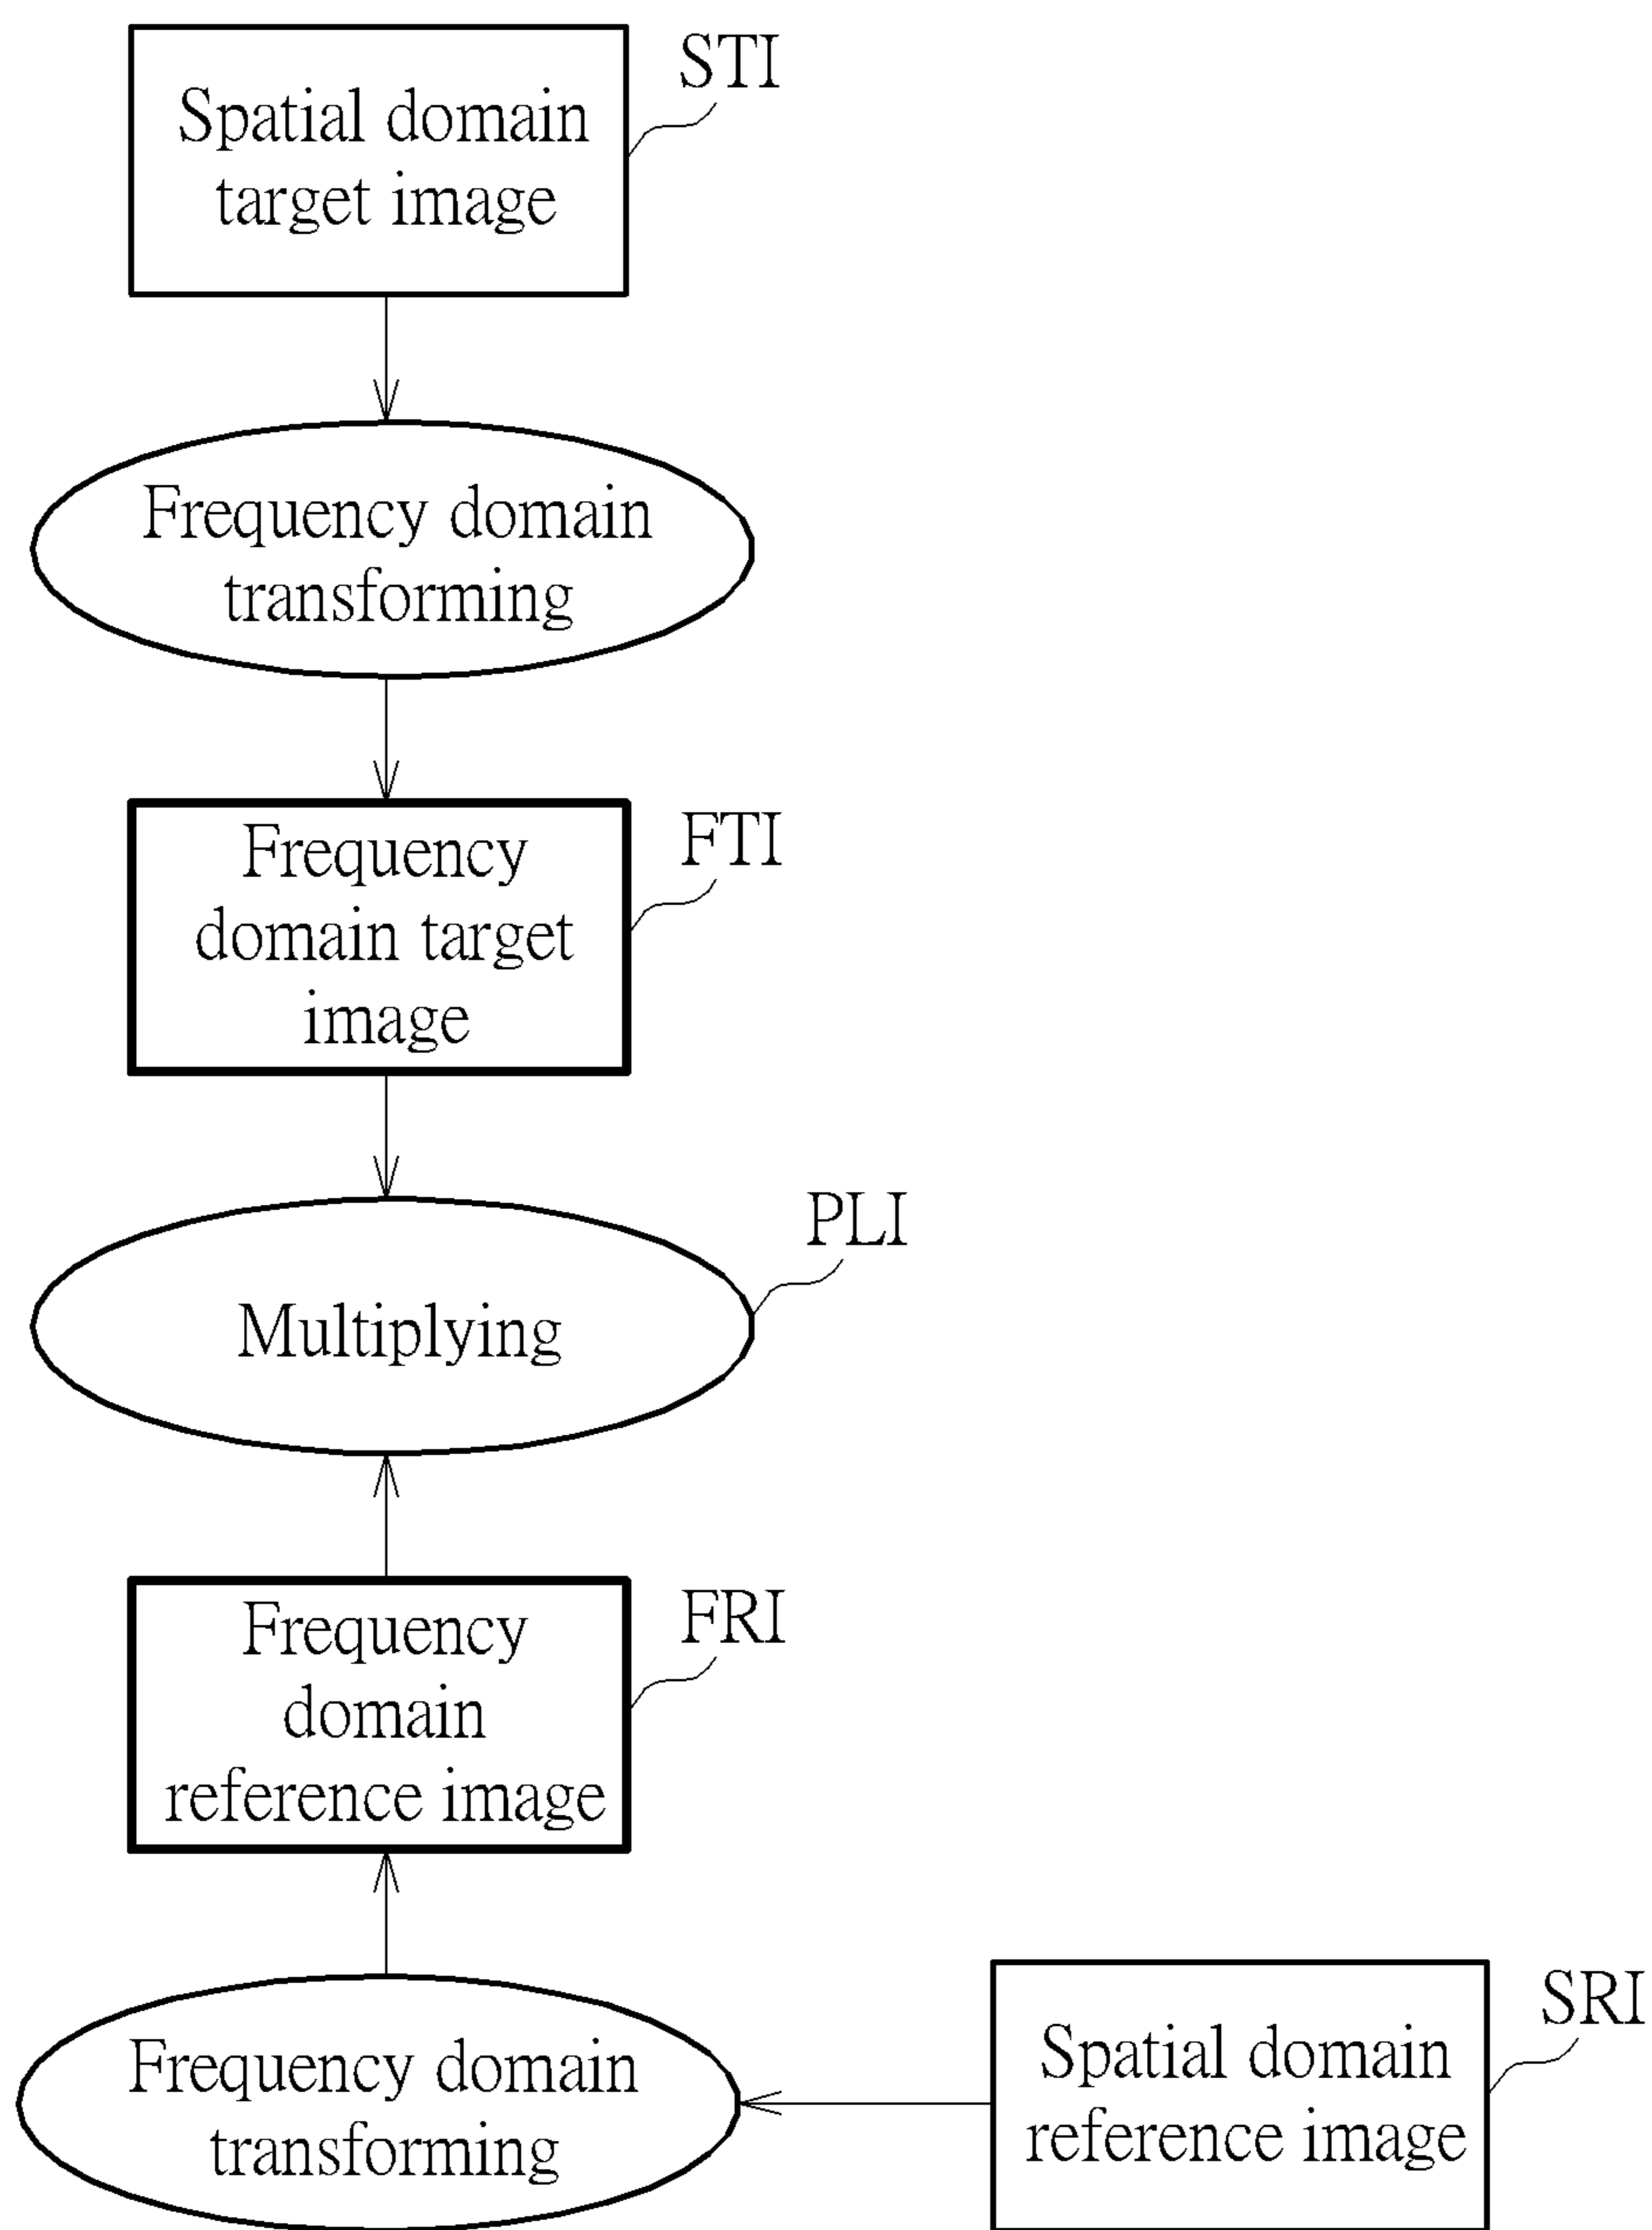 STI
Spatial domain
target image
Frequency domain
transforming
FTI
Frequency
domain target
image
PLI
Multiplying
FRI
Frequency
domain
reference image
SRI
Frequency domain
transforming
Spatial domain
reference image